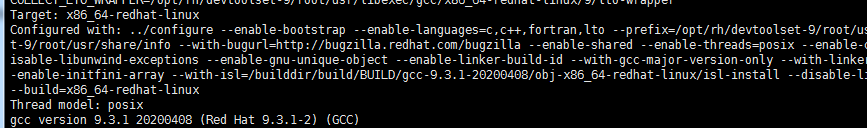 COLLECT_LTO_WRAPPER=/opt/rh/devtoolset-9/root/usr/libexec/gcc/x86_64-redhat-linux/9/lto-wrapper
Target: x86_64-redhat-linux
Configured with: ../configure --enable-bootstrap --enable-languages=c,c++,fortran,lto --prefix=/opt/rh/devtoolset-9/root/us
t-9/root/usr/share/info --with-bugurl=http://bugzilla.redhat.com/bugzilla --enable-shared --enable-threads=posix --enable-c
isable-libunwind-exceptions --enable-gnu-unique-object --enable-linker-build-id --with-gcc-major-version-only --with-linker
-enable-initfini-array --with-isl=/builddir/build/BUILD/gcc-9.3.1-20200408/obj-x86_64-redhat-linux/isl-install --disable-li
--build=x86_64-redhat-linux
Thread model: posix
gcc version 9.3.1 20200408 (Red Hat 9.3.1-2) (GCC)